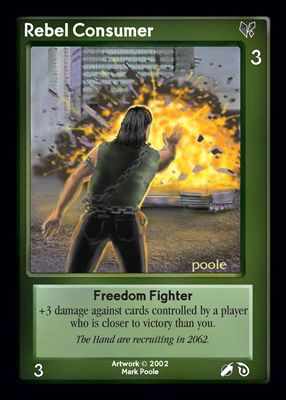 Rebel Consumer
3
poole
Freedom Fighter
+3 damage against cards controlled by a player
who is closer to victory than you.
The Hand are recruiting in 2062.
3
Artwork © 2002
Mark Poole